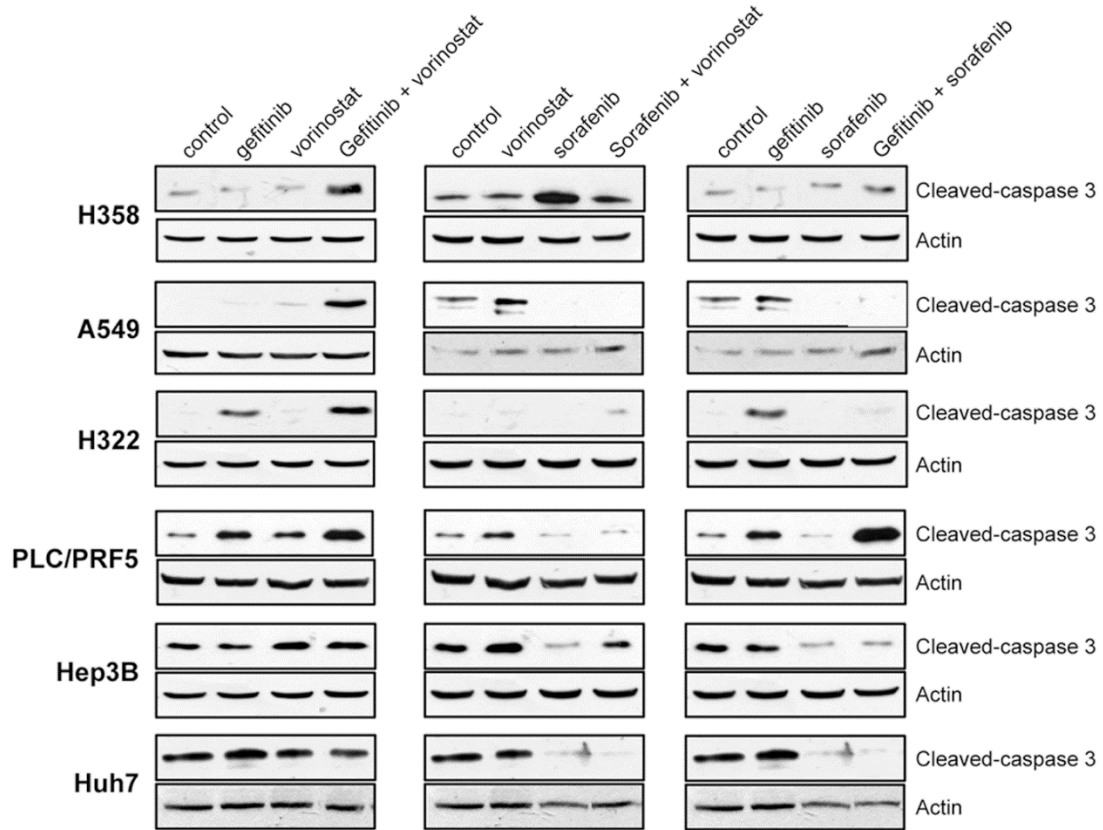 control
gefitinib
vorinostat
Gefitinib + vorinostat
control
vorinostat
sorafenib
Sorafenib + vorinostat
control
gefitinib
sorafenib
Gefitinib + sorafenib
H358
Cleaved-caspase 3
Actin
A549
Cleaved-caspase 3
Actin
H322
Cleaved-caspase 3
Actin
PLC/PRF5
Cleaved-caspase 3
Actin
Hep3B
Cleaved-caspase 3
Actin
Huh7
Cleaved-caspase 3
Actin